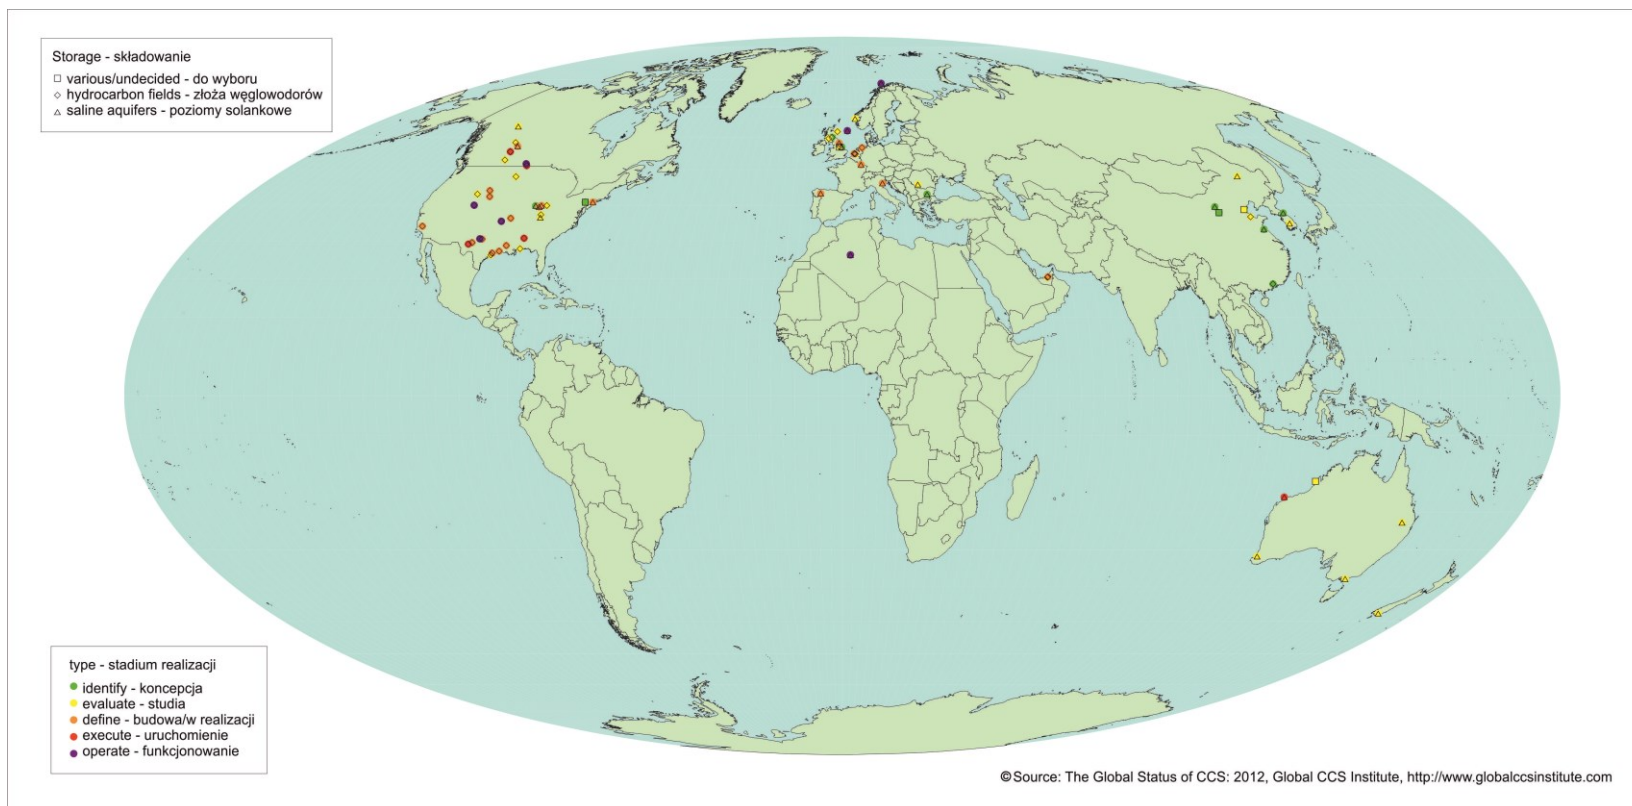 Storage - składowanie
various/undecided - do wyboru
hydrocarbon fields - złoża węglowodorów
saline aquifers - poziomy solankowe
type - stadium realizacji
identify - koncepcja
evaluate - studia
define - budowa/w realizacji
execute - uruchomienie
operate - funkcjonowanie
©Source: The Global Status of CCS: 2012, Global CCS Institute, http://www.globalccsinstitute.com